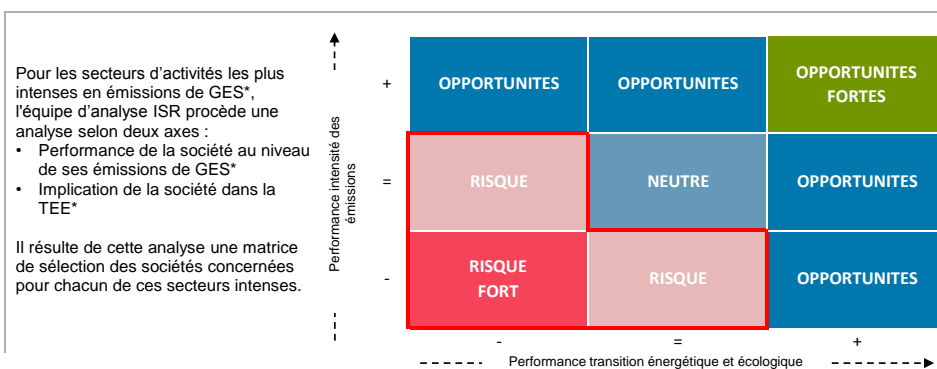 Pour les secteurs d'activités les plus
intenses en émissions de GES*,
l'équipe d'analyse ISR procède une
analyse selon deux axes :
• Performance de la société au niveau
de ses émissions de GES*
• Implication de la société dans la
TEE*
Il résulte de cette analyse une matrice
de sélection des sociétés concernées
pour chacun de ces secteurs intenses.
Performance intensité des
émissions
+
OPPORTUNITES
OPPORTUNITES
OPPORTUNITES
FORTES
=
RISQUE
NEUTRE
OPPORTUNITES
-
RISQUE
FORT
RISQUE
OPPORTUNITES
- = +
Performance transition énergétique et écologique